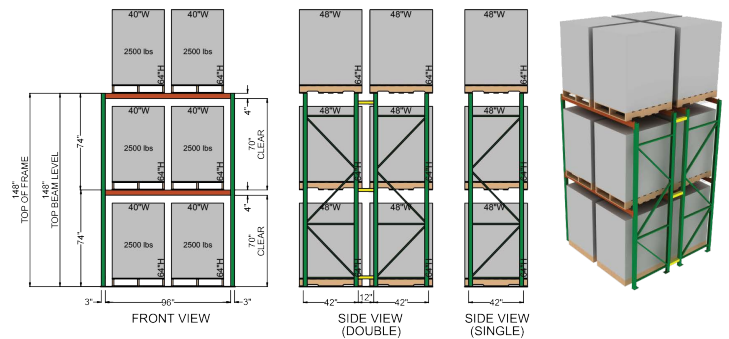 40"W 40"W
2500 lbs 2500 lbs
64"H 64"H
40"W 40"W
2500 lbs 2500 lbs
64"H 64"H
40"W 40"W
2500 lbs 2500 lbs
64"H 64"H
148"
TOP OF FRAME
148"
TOP BEAM LEVEL
74"
74"
4"
70"
CLEAR
4"
70"
CLEAR
3" 96" 3"
FRONT VIEW
48"W 48"W
64"H 64"H
48"W 48"W
64"H 64"H
48"W 48"W
64"H 64"H
42" 12" 42"
SIDE VIEW
(DOUBLE)
48"W
64"H
48"W
64"H
48"W
64"H
42"
SIDE VIEW
(SINGLE)